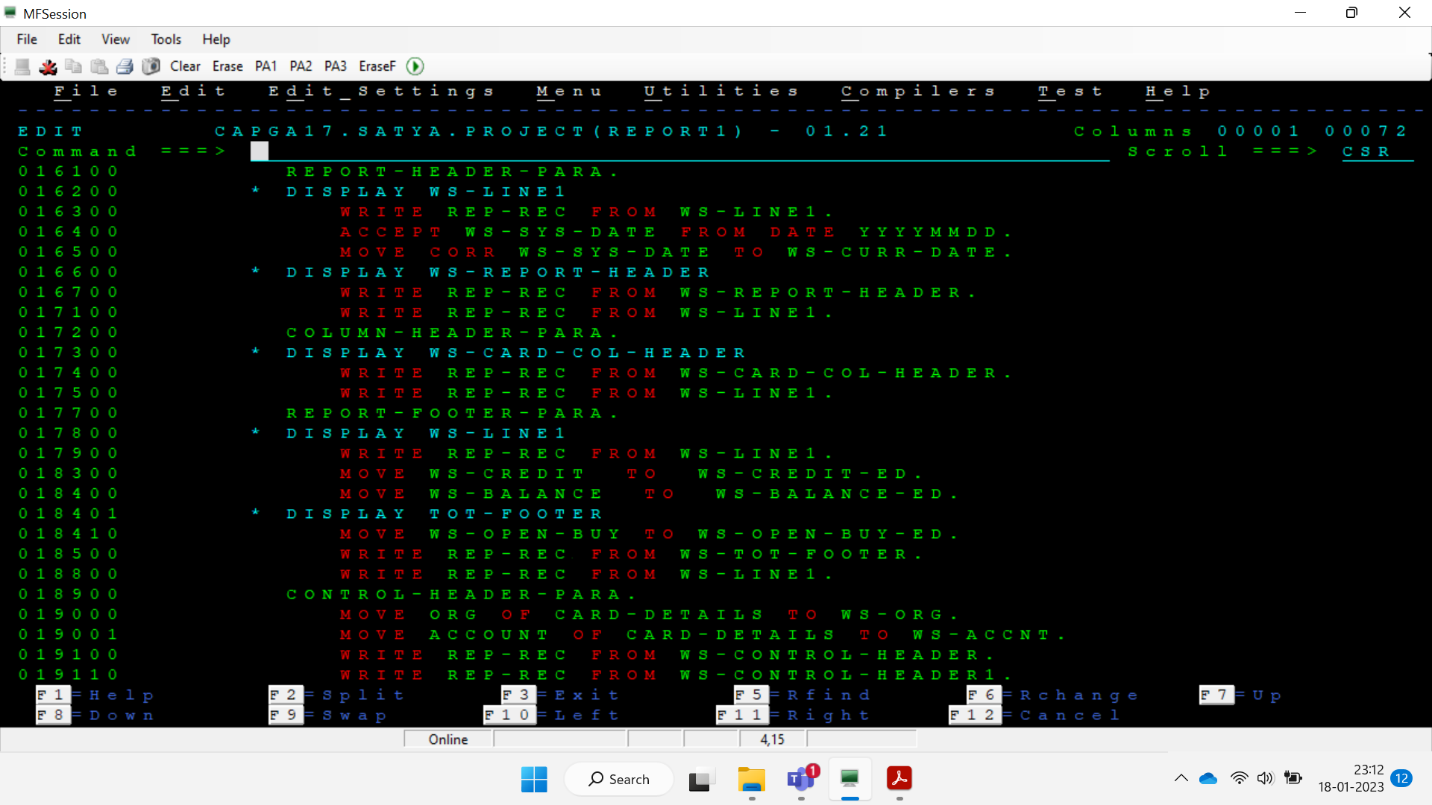 MFSession
File Edit View Tools Help
Clear Erase PA1 PA2 PA3 EraseF
File Edit Edit_Settings Menu Utilities Compilers Test Help
EDIT CAPGA17.SATYA.PROJECT(REPORT1) - 01.21 Columns 00001 00072
Command ===> Scroll ===> CSR
016100 REPORT-HEADER-PARA.
016200 * DISPLAY WS-LINE1
016300 WRITE REP-REC FROM WS-LINE1.
016400 ACCEPT WS-SYS-DATE FROM DATE YYYYMMDD.
016500 MOVE CORR WS-SYS-DATE TO WS-CURR-DATE.
016600 * DISPLAY WS-REPORT-HEADER
016700 WRITE REP-REC FROM WS-REPORT-HEADER.
017100 WRITE REP-REC FROM WS-LINE1.
017200 COLUMN-HEADER-PARA.
017300 * DISPLAY WS-CARD-COL-HEADER
017400 WRITE REP-REC FROM WS-CARD-COL-HEADER.
017500 WRITE REP-REC FROM WS-LINE1.
017700 REPORT-FOOTER-PARA.
017800 * DISPLAY WS-LINE1
017900 WRITE REP-REC FROM WS-LINE1.
018300 MOVE WS-CREDIT TO WS-CREDIT-ED.
018400 MOVE WS-BALANCE TO WS-BALANCE-ED.
018401 * DISPLAY TOT-FOOTER
018410 MOVE WS-OPEN-BUY TO WS-OPEN-BUY-ED.
018500 WRITE REP-REC FROM WS-TOT-FOOTER.
018800 WRITE REP-REC FROM WS-LINE1.
018900 CONTROL-HEADER-PARA.
019000 MOVE ORG OF CARD-DETAILS TO WS-ORG.
019001 MOVE ACCOUNT OF CARD-DETAILS TO WS-ACCNT.
019100 WRITE REP-REC FROM WS-CONTROL-HEADER.
019110 WRITE REP-REC FROM WS-CONTROL-HEADER1.
F1=Help F2=Split F3=Exit F5=Rfind F6=Rchange F7=Up
F8=Down F9=Swap F10=Left F11=Right F12=Cancel
Online 4,15
Search 1 23:12 12
18-01-2023